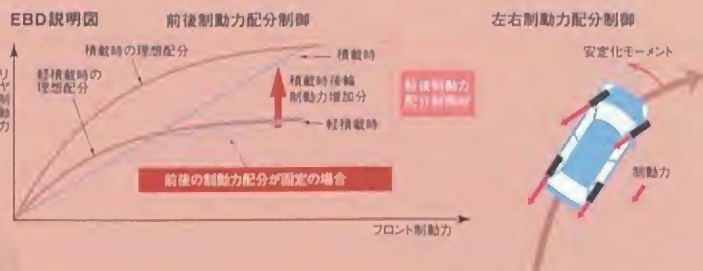 EBD説明図
前後制動力配分制御
左右制動力配分制御
積載時の理想配分
積載時
軽積載時の
理想配分
積載時後輪
制動力増加分
前後制動力
配分制御時
リヤ制動力
軽積載時
前後の制動力配分が固定の場合
フロント制動力
安定化モーメント
制動力